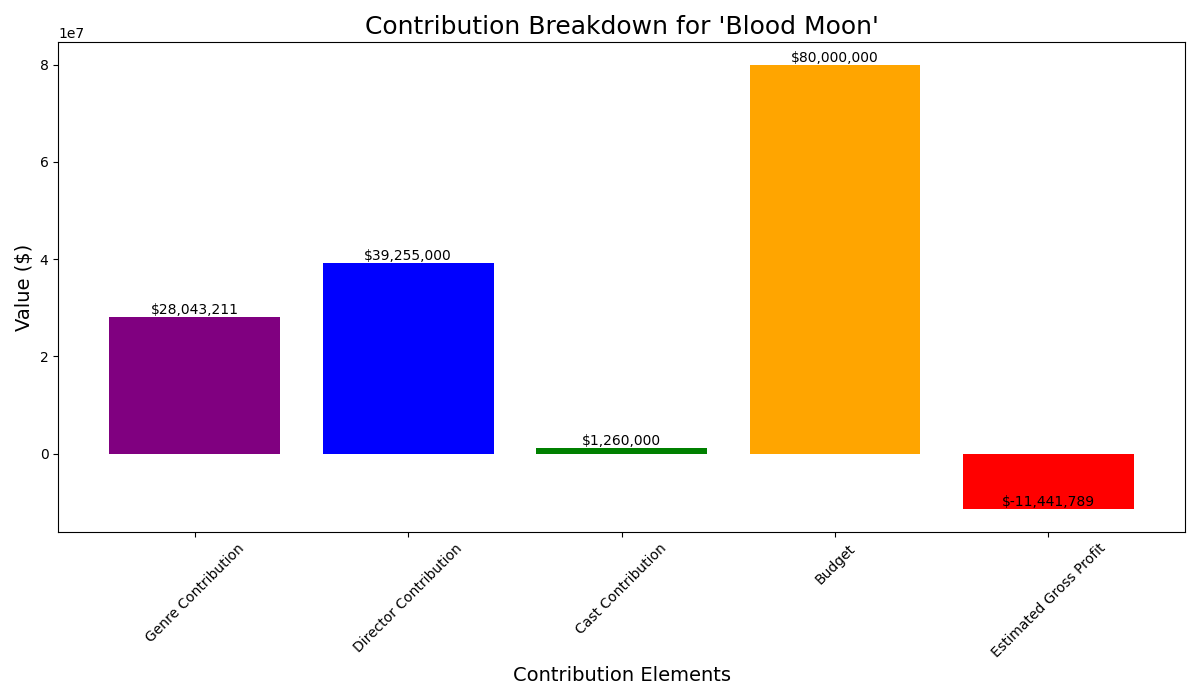 Contribution Breakdown for 'Blood Moon'
1e7
8
6
4
2
0
Value ($)
$28,043,211
$39,255,000
$1,260,000
$80,000,000
$-11,441,789
Genre Contribution
Director Contribution
Cast Contribution
Budget
Estimated Gross Profit
Contribution Elements